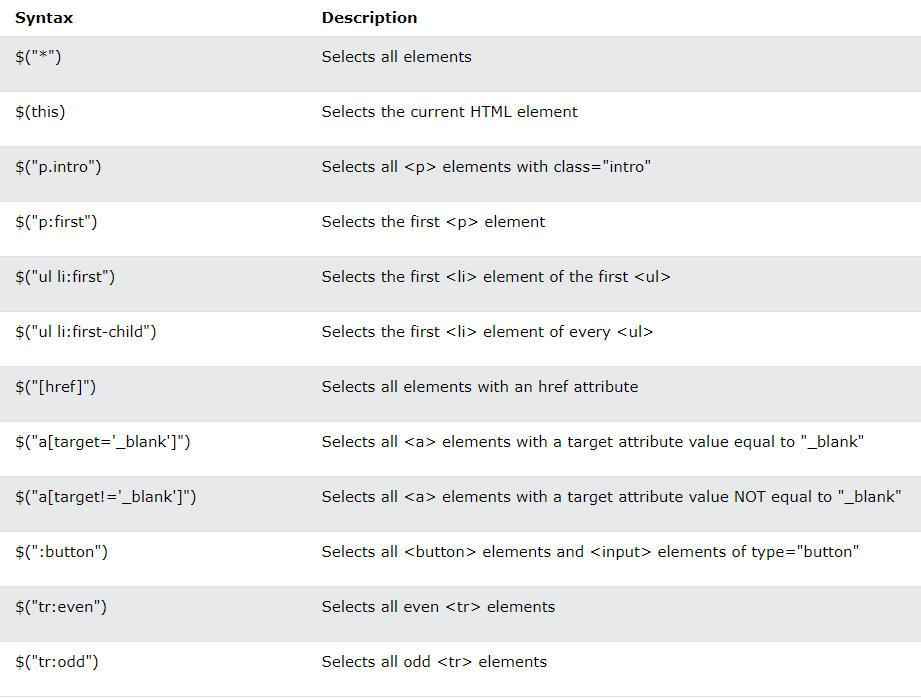 Syntax Description
$("*") Selects all elements
$(this) Selects the current HTML element
$("p.intro") Selects all <p> elements with class="intro"
$("p:first") Selects the first <p> element
$("ul li:first") Selects the first <li> element of the first <ul>
$("ul li:first-child") Selects the first <li> element of every <ul>
$("[href]") Selects all elements with an href attribute
$("a[target='_blank']") Selects all <a> elements with a target attribute value equal to "_blank"
$("a[target!='_blank']") Selects all <a> elements with a target attribute value NOT equal to "_blank"
$(":button") Selects all <button> elements and <input> elements of type="button"
$("tr:even") Selects all even <tr> elements
$("tr:odd") Selects all odd <tr> elements